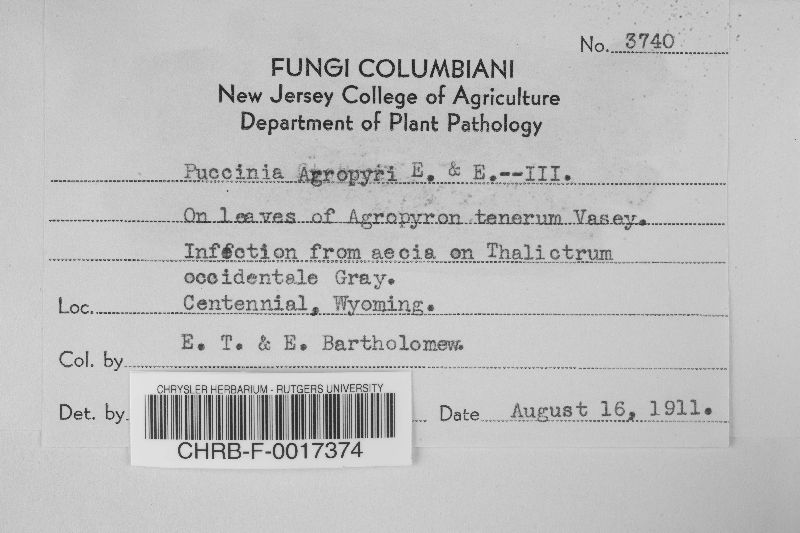 No. 3740
FUNGI COLUMBIANI
New Jersey College of Agriculture
Department of Plant Pathology
Puccinia Agropyri E. & E.--III.
On leaves of Agropyron tenerum Vasey.
Infection from aecia on Thalictrum
occidentale Gray.
Loc. Centennial, Wyoming.
Col. by E. T. & E. Bartholomew.
Det. by Date August 16, 1911.
CHRYSLER HERBARIUM - RUTGERS UNIVERSITY
CHRB-F-0017374